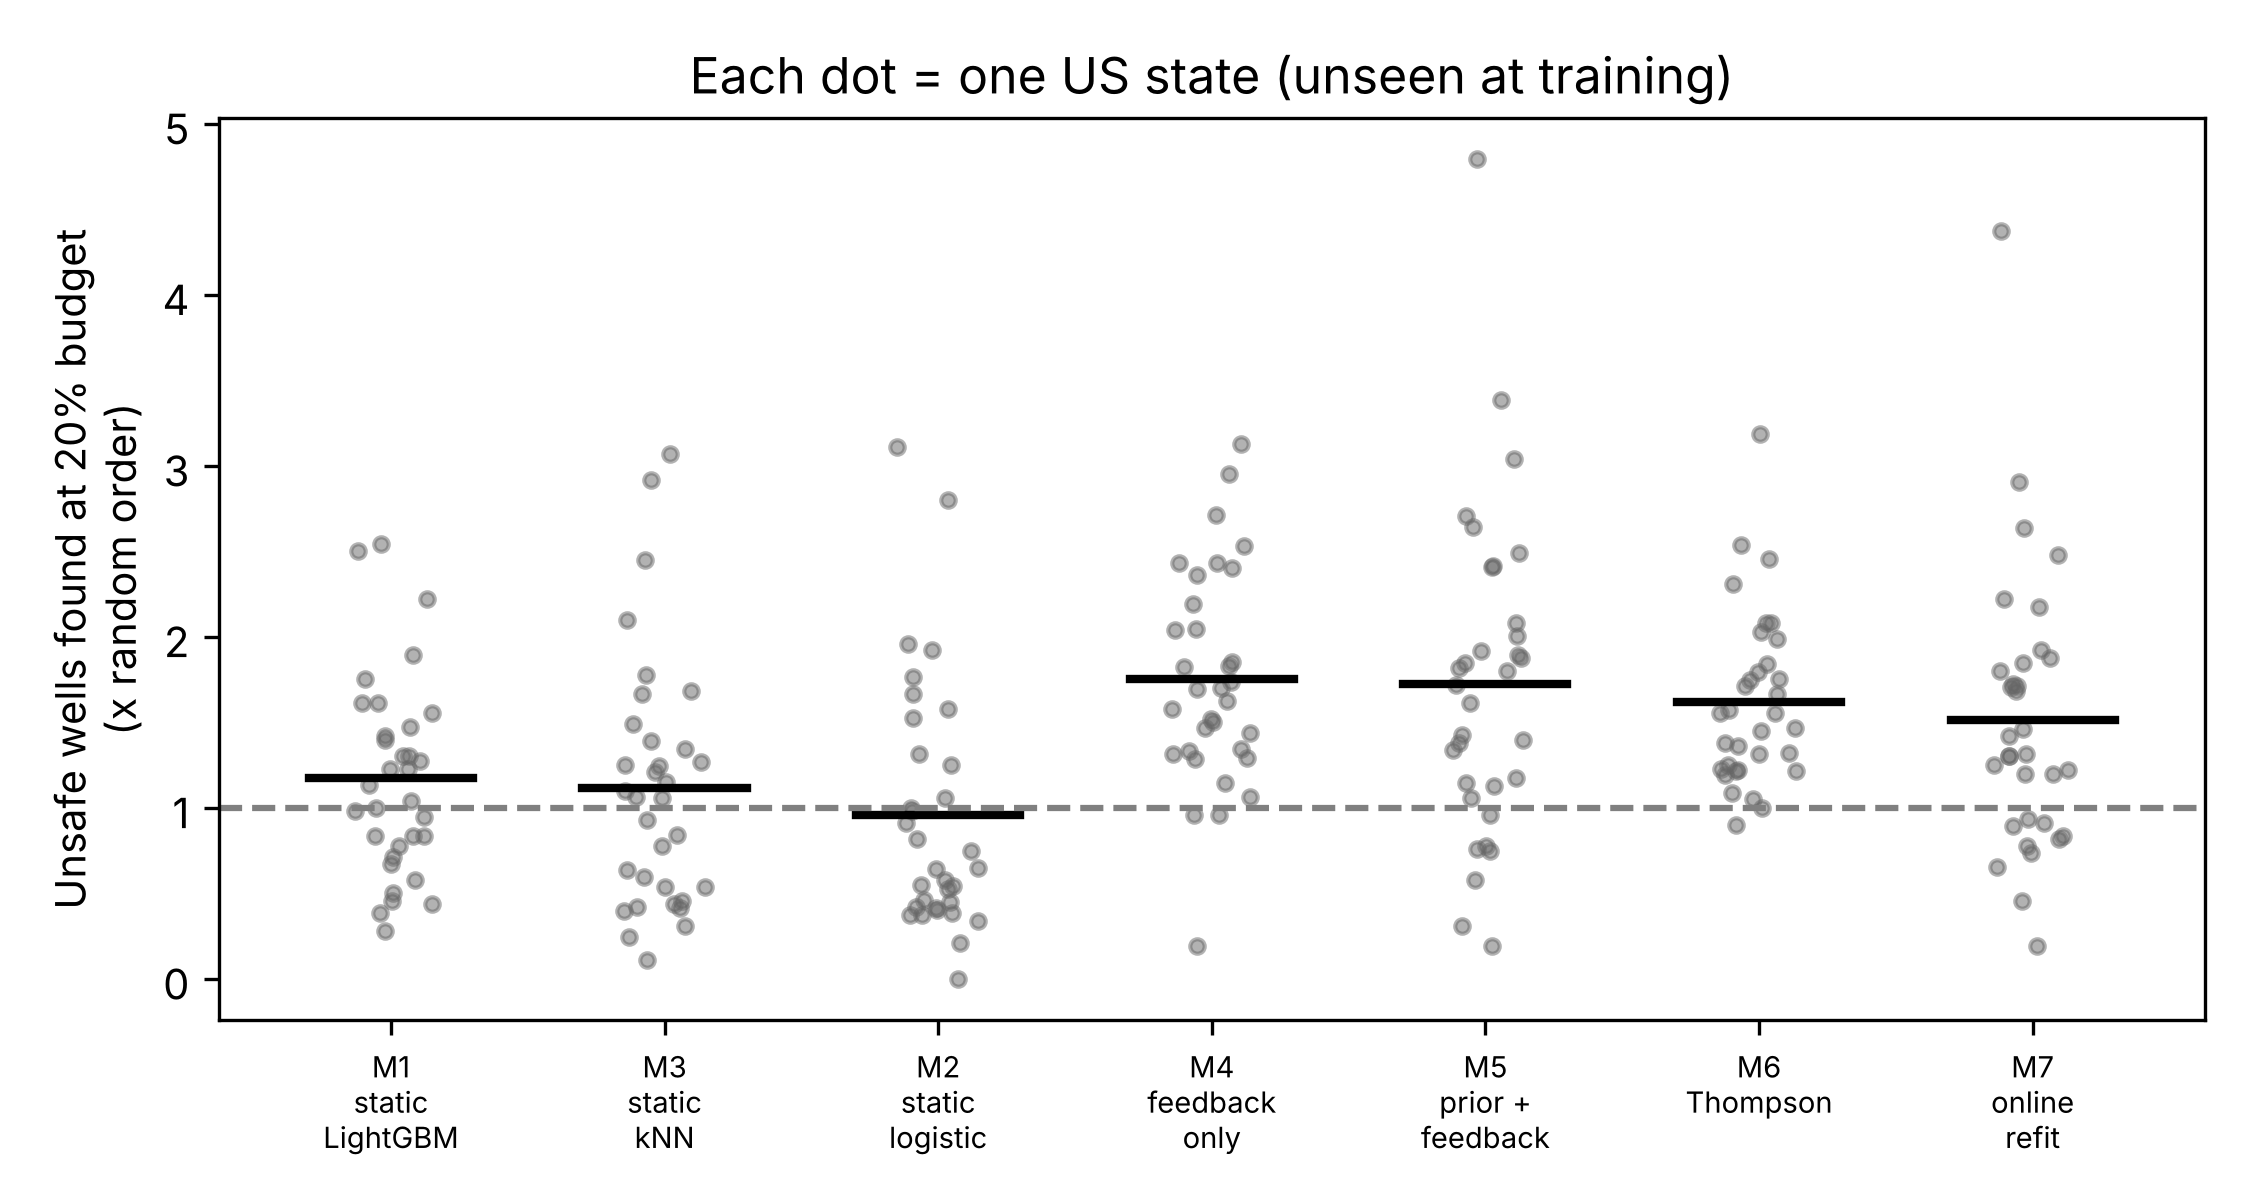 Each dot = one US state (unseen at training)
Unsafe wells found at 20% budget
(x random order)
5
4
3
2
1
0
M1
static
LightGBM
M3
static
kNN
M2
static
logistic
M4
feedback
only
M5
prior +
feedback
M6
Thompson
M7
online
refit